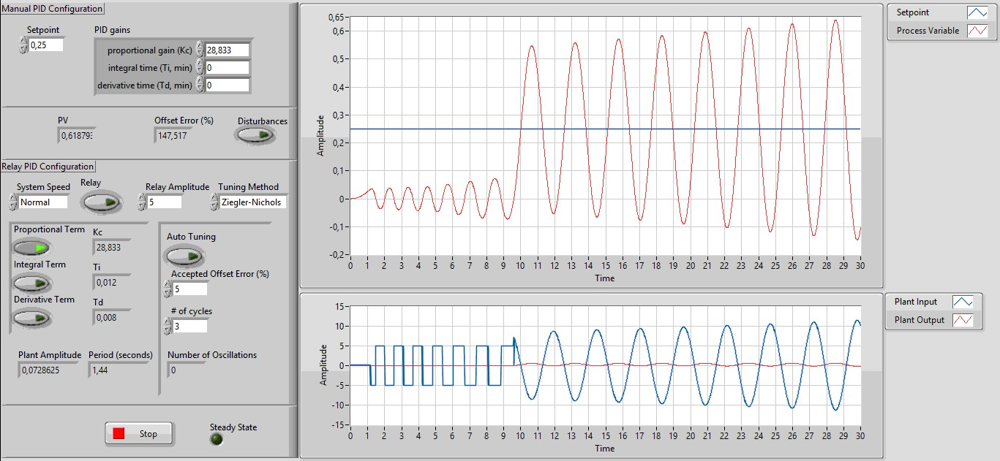 Manual PID Configuration
Setpoint
0,25
PID gains
proportional gain (Kc) 28,833
integral time (Ti, min) 0
derivative time (Td, min) 0
PV
Offset Error (%)
147,517
Disturbances
Relay PID Configuration
System Speed
Normal
Relay
Relay Amplitude
5
Tuning Method
Ziegler-Nichols
Proportional Term
Kc
28,833
Integral Term
Ti
0,012
Derivative Term
Td
0,008
Auto Tuning
Accepted Offset Error (%)
5
# of cycles
3
Plant Amplitude
0,0728625
Period (seconds)
1,44
Number of Oscillations
0
Stop
Steady State
Amplitude
0,65
0,6
0,5
0,4
0,3
0,2
0,1
0
-0,1
-0,2
0 1 2 3 4 5 6 7 8 9 10 11 12 13 14 15 16 17 18 19 20 21 22 23 24 25 26 27 28 29 30
Time
Setpoint
Process Variable
Amplitude
15
10
5
0
-5
-10
-15
0 1 2 3 4 5 6 7 8 9 10 11 12 13 14 15 16 17 18 19 20 21 22 23 24 25 26 27 28 29 30
Time
Plant Input
Plant Output